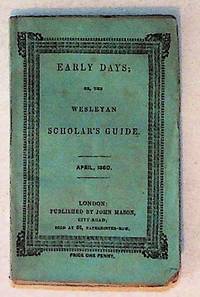 EARLY DAYS;
OR, THE
WESLEYAN
SCHOLAR'S GUIDE.
APRIL, 1860.
LONDON:
PUBLISHED BY JOHN MASON,
CITY-ROAD;
SOLD AT 66, PATERNOSTER-ROW.
PRICE ONE PENNY.